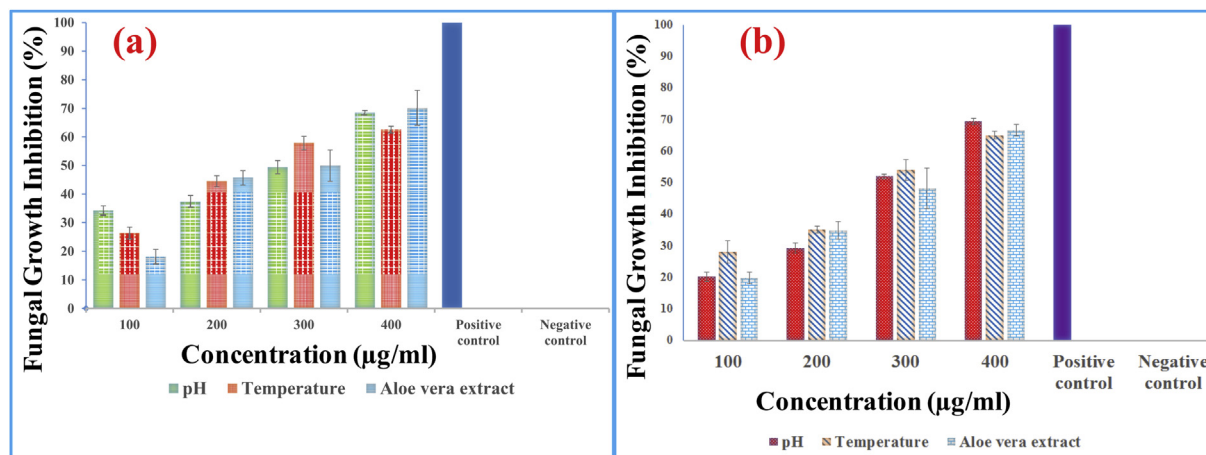 (a)
Fungal Growth Inhibition (%)
100
90
80
70
60
50
40
30
20
10
0
100 200 300 400 Positive control Negative control
Concentration (µg/ml)
pH Temperature Aloe vera extract
(b)
Fungal Growth Inhibition (%)
100
90
80
70
60
50
40
30
20
10
0
100 200 300 400 Positive control Negative control
Concentration (µg/ml)
pH Temperature Aloe vera extract